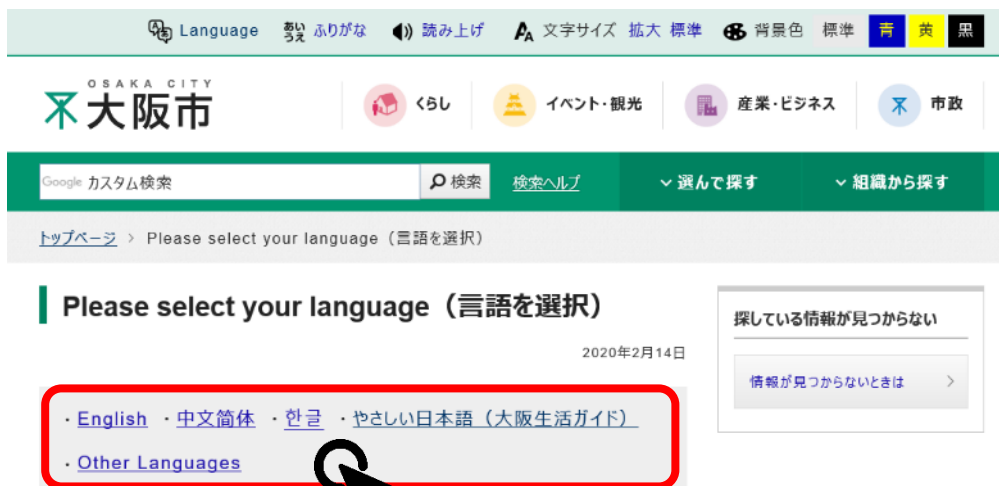 Language ふりがな 読み上げ 文字サイズ 拡大 標準 背景色 標準 青 黄 黒
OSAKA CITY
大阪市
くらし イベント・観光 産業・ビジネス 市政
Google カスタム検索 検索 検索ヘルプ 選んで探す 組織から探す
トップページ > Please select your language（言語を選択）
Please select your language（言語を選択）
2020年2月14日
・English ・中文简体 ・한글 ・やさしい日本語（大阪生活ガイド）
・Other Languages
探している情報が見つからない
情報が見つからないときは